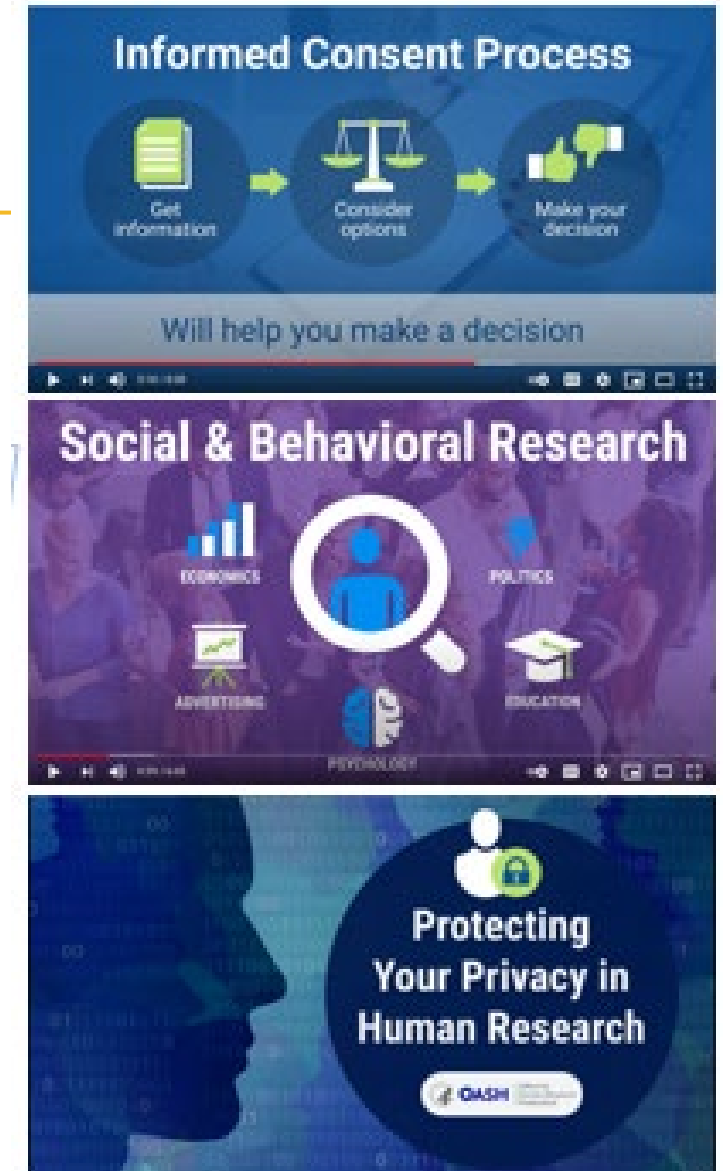 Informed Consent Process
Get
information
Consider
options
Make your
decision
Will help you make a decision
Social & Behavioral Research
ECONOMICS
POLITICS
ADVERTISING
EDUCATION
PSYCHOLOGY
Protecting
Your Privacy in
Human Research
OASH